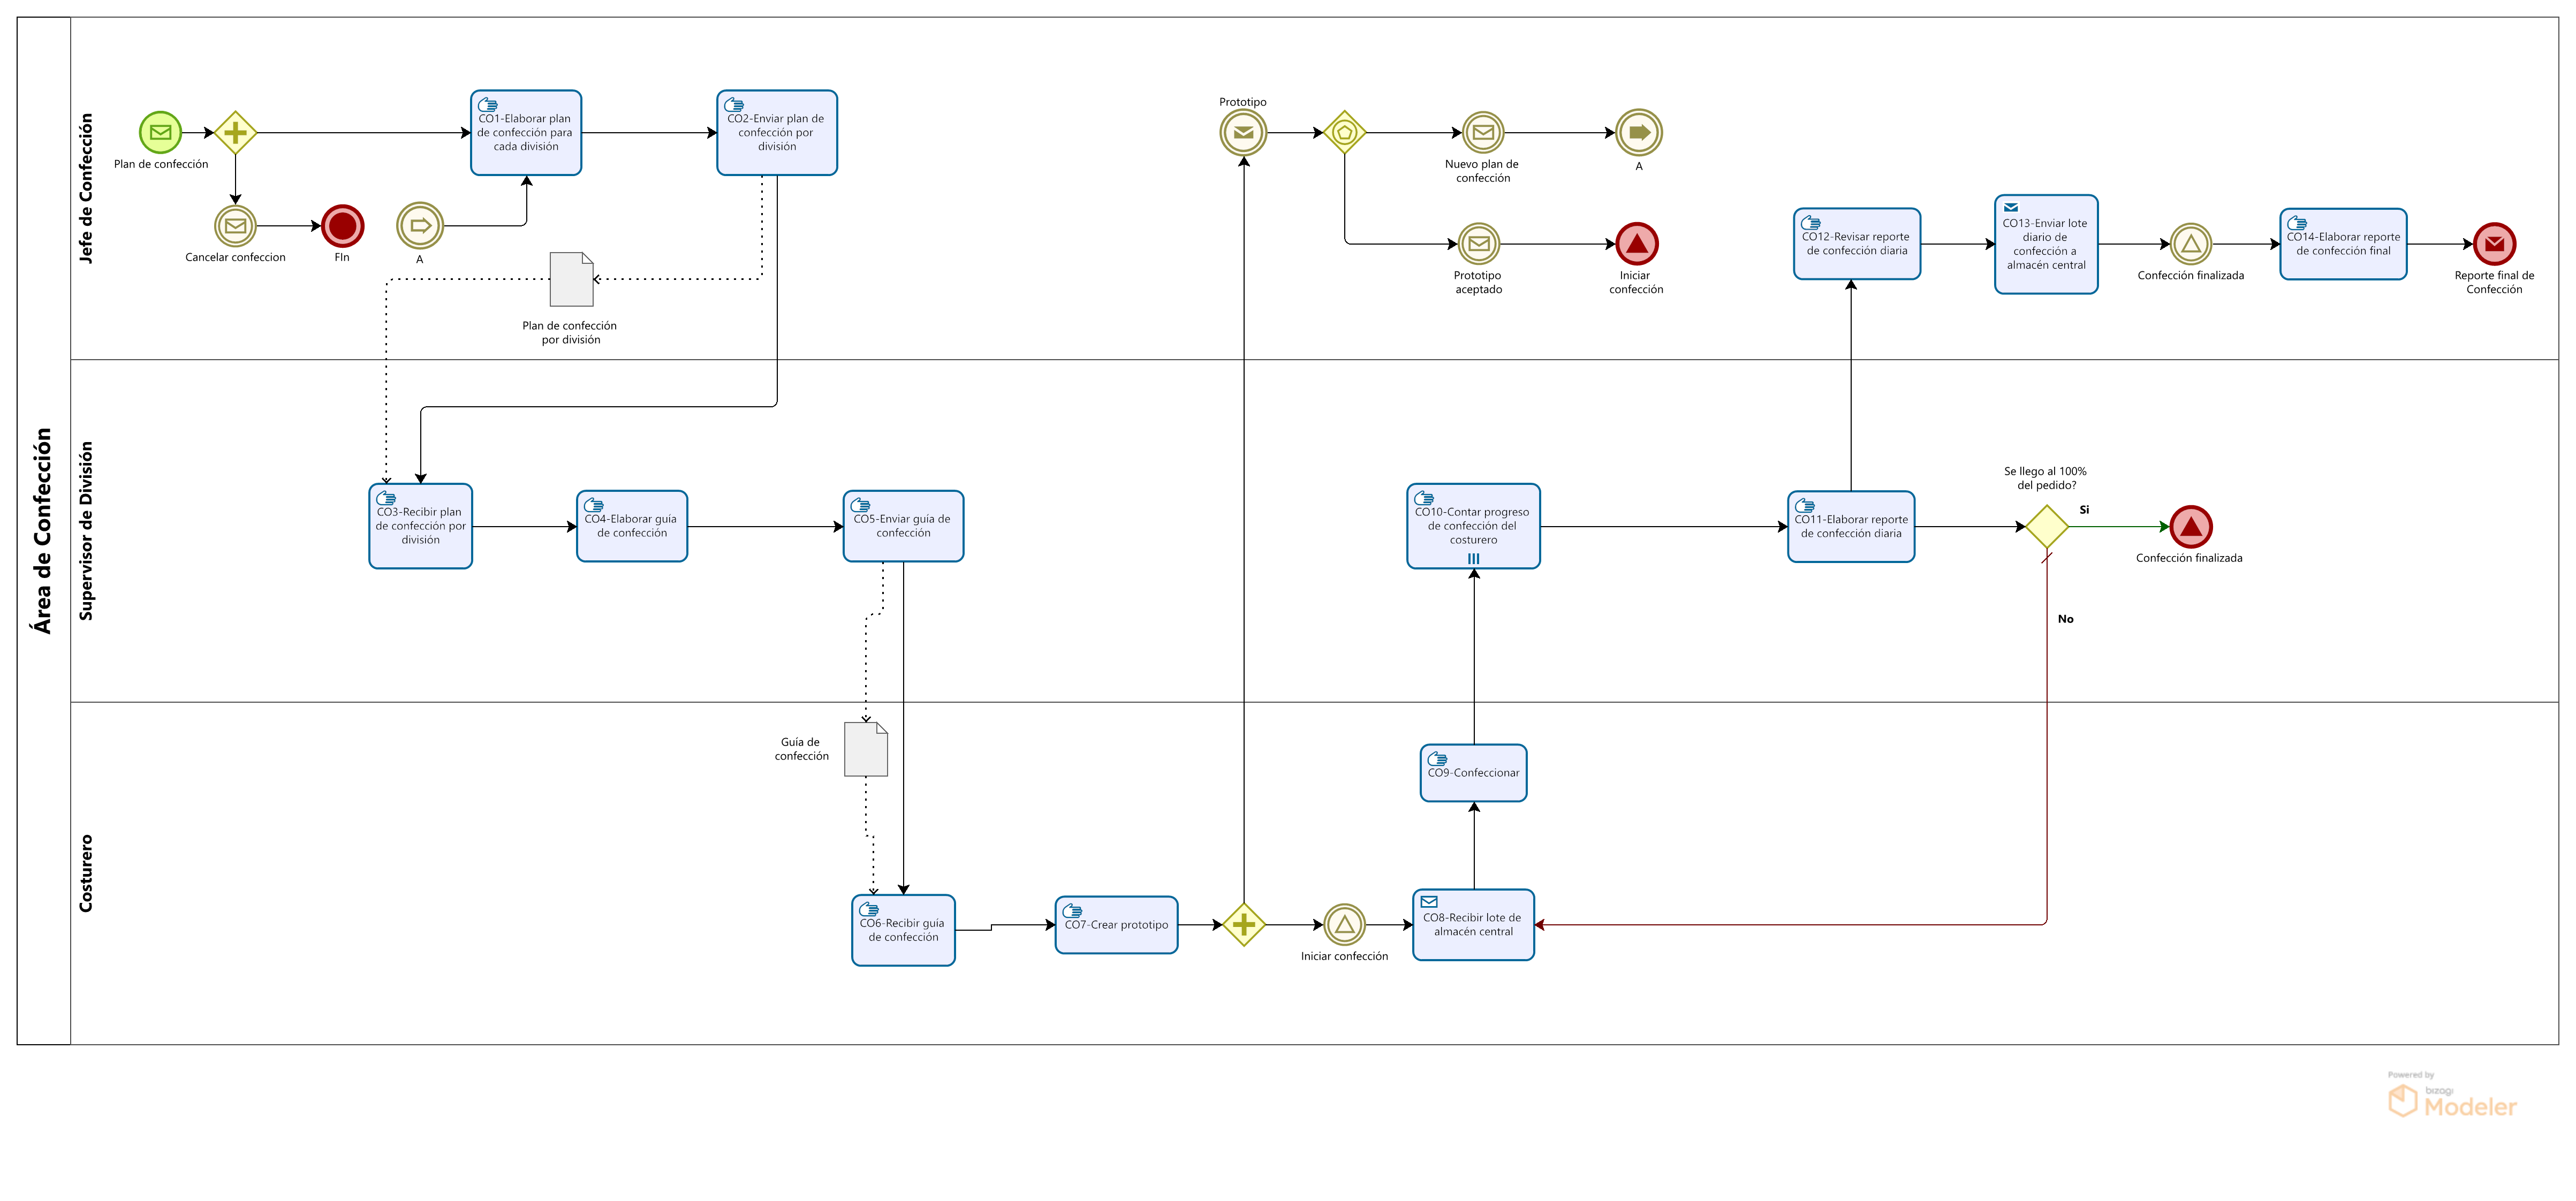 Área de Confección
Jefe de Confección
Plan de confección
Cancelar confeccion
FIn
A
CO1-Elaborar plan
de confección para
cada división
CO2-Enviar plan de
confección por
división
Plan de confección
por división
Prototipo
Nuevo plan de
confección
A
Prototipo
aceptado
Iniciar
confección
CO12-Revisar reporte
de confección diaria
CO13-Enviar lote
diario de
confección a
almacén central
Confección finalizada
CO14-Elaborar reporte
de confección final
Reporte final de
Confección
Supervisor de División
CO3-Recibir plan
de confección por
división
CO4-Elaborar guía
de confección
CO5-Enviar guía de
confección
CO10-Contar progreso
de confección del
costurero
CO11-Elaborar reporte
de confección diaria
Se llego al 100%
del pedido?
Si
No
Confección finalizada
Costurero
Guía de
confección
CO6-Recibir guía
de confección
CO7-Crear prototipo
Iniciar confección
CO8-Recibir lote de
almacén central
CO9-Confeccionar
Powered by
bizagi
Modeler